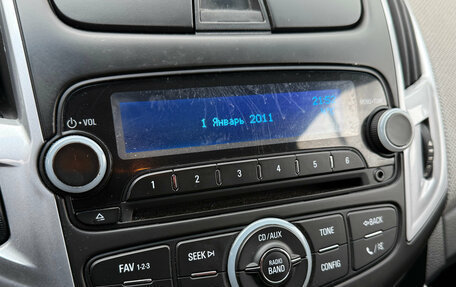 VOL
1 Январь 2011
MENU
1 2 3 4 5 6
CD/AUX
TONE
BACK
SEEK
FAV 1-2-3
RADIO
BAND
CONFIG